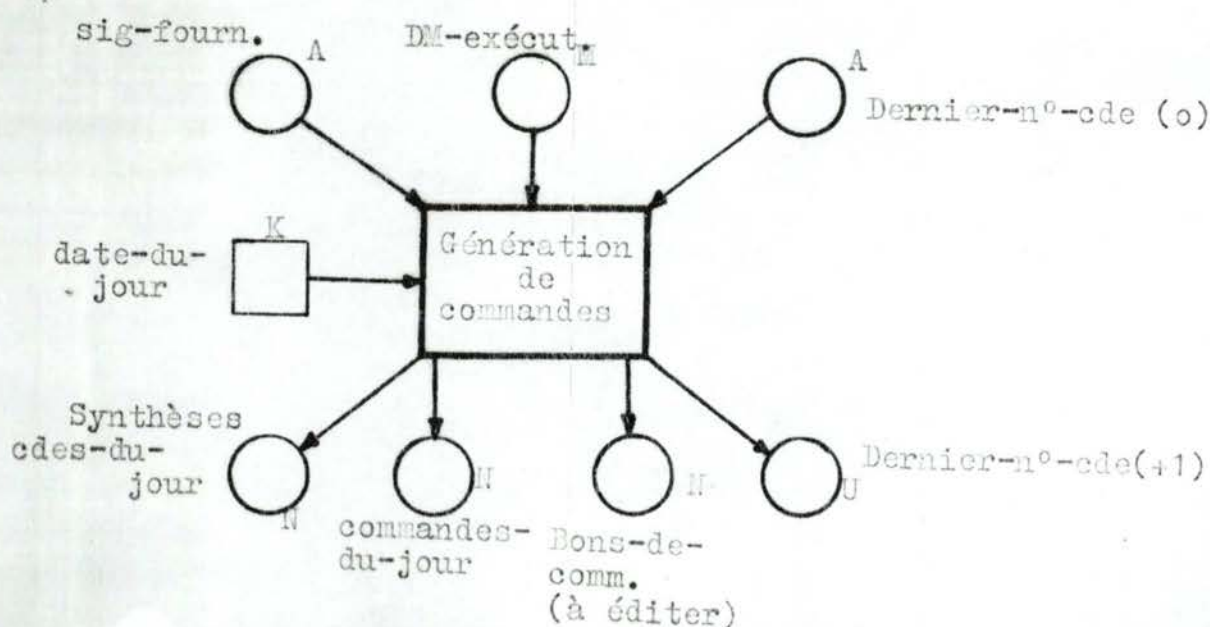 sig-fourn.
A
DM-exécut.
M
A
Dernier-n°-cde (o)
K
date-du-
jour
Génération
de
commandes
Synthèses
cdes-du-
jour
N
N
commandes-
du-jour
N
Bons-de-
comm.
(à éditer)
U
Dernier-n°-cde(+1)